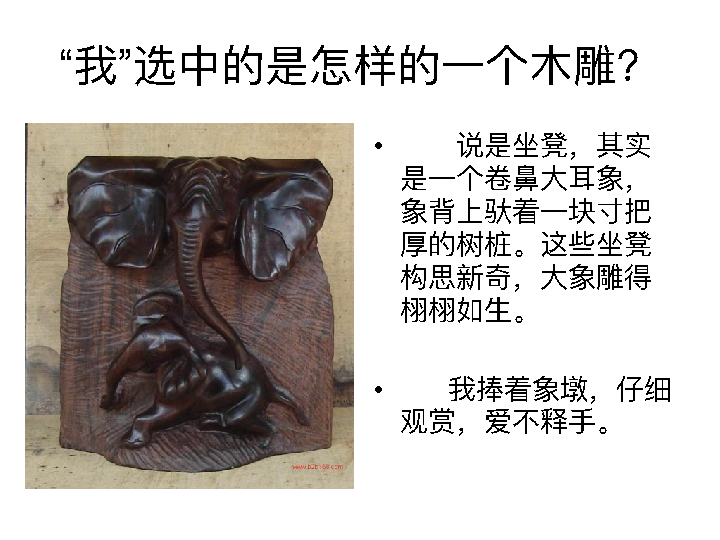 “我”选中的是怎样的一个木雕?
• 说是坐凳，其实
是一个卷鼻大耳象，
象背上驮着一块寸把
厚的树桩。这些坐凳
构思新奇，大象雕得
栩栩如生。
• 我捧着象墩，仔细
观赏，爱不释手。